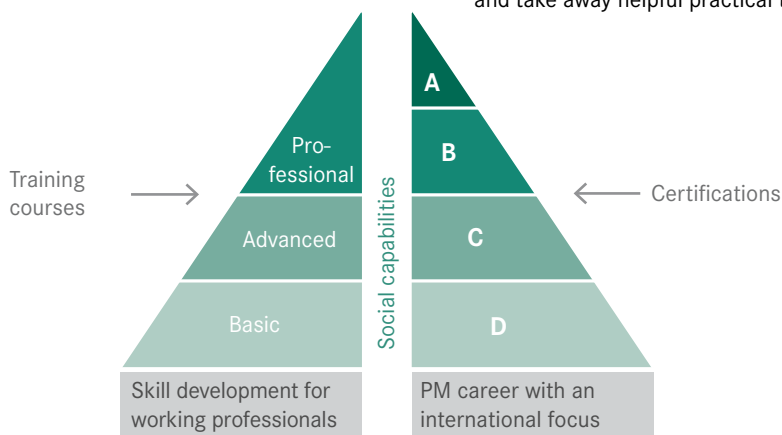 and take away helpful practical
A
Pro-
fessional
B
Training
courses
Social capabilities
Certifications
Advanced
C
Basic
D
Skill development for
working professionals
PM career with an
international focus